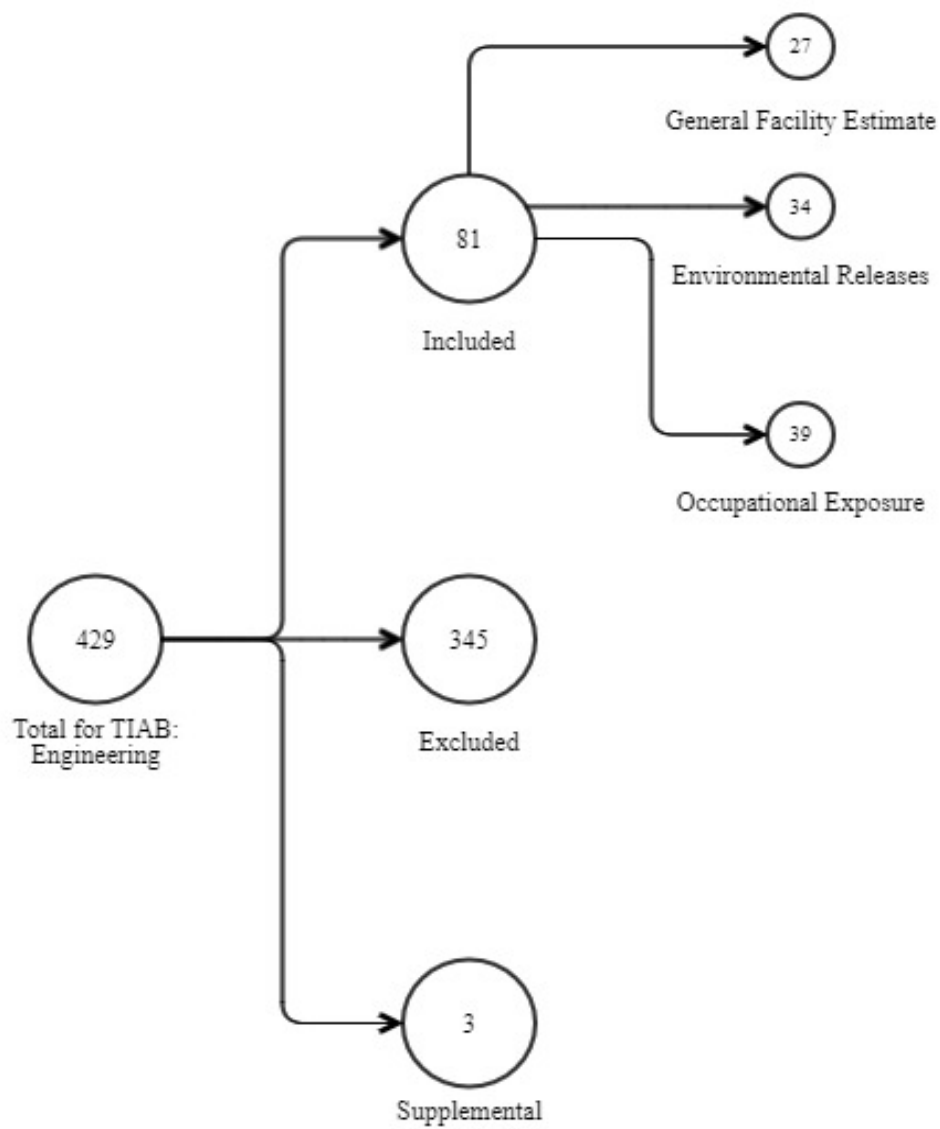 27
General Facility Estimate
34
Environmental Releases
81
Included
39
Occupational Exposure
429
Total for TIAB:
Engineering
345
Excluded
3
Supplemental